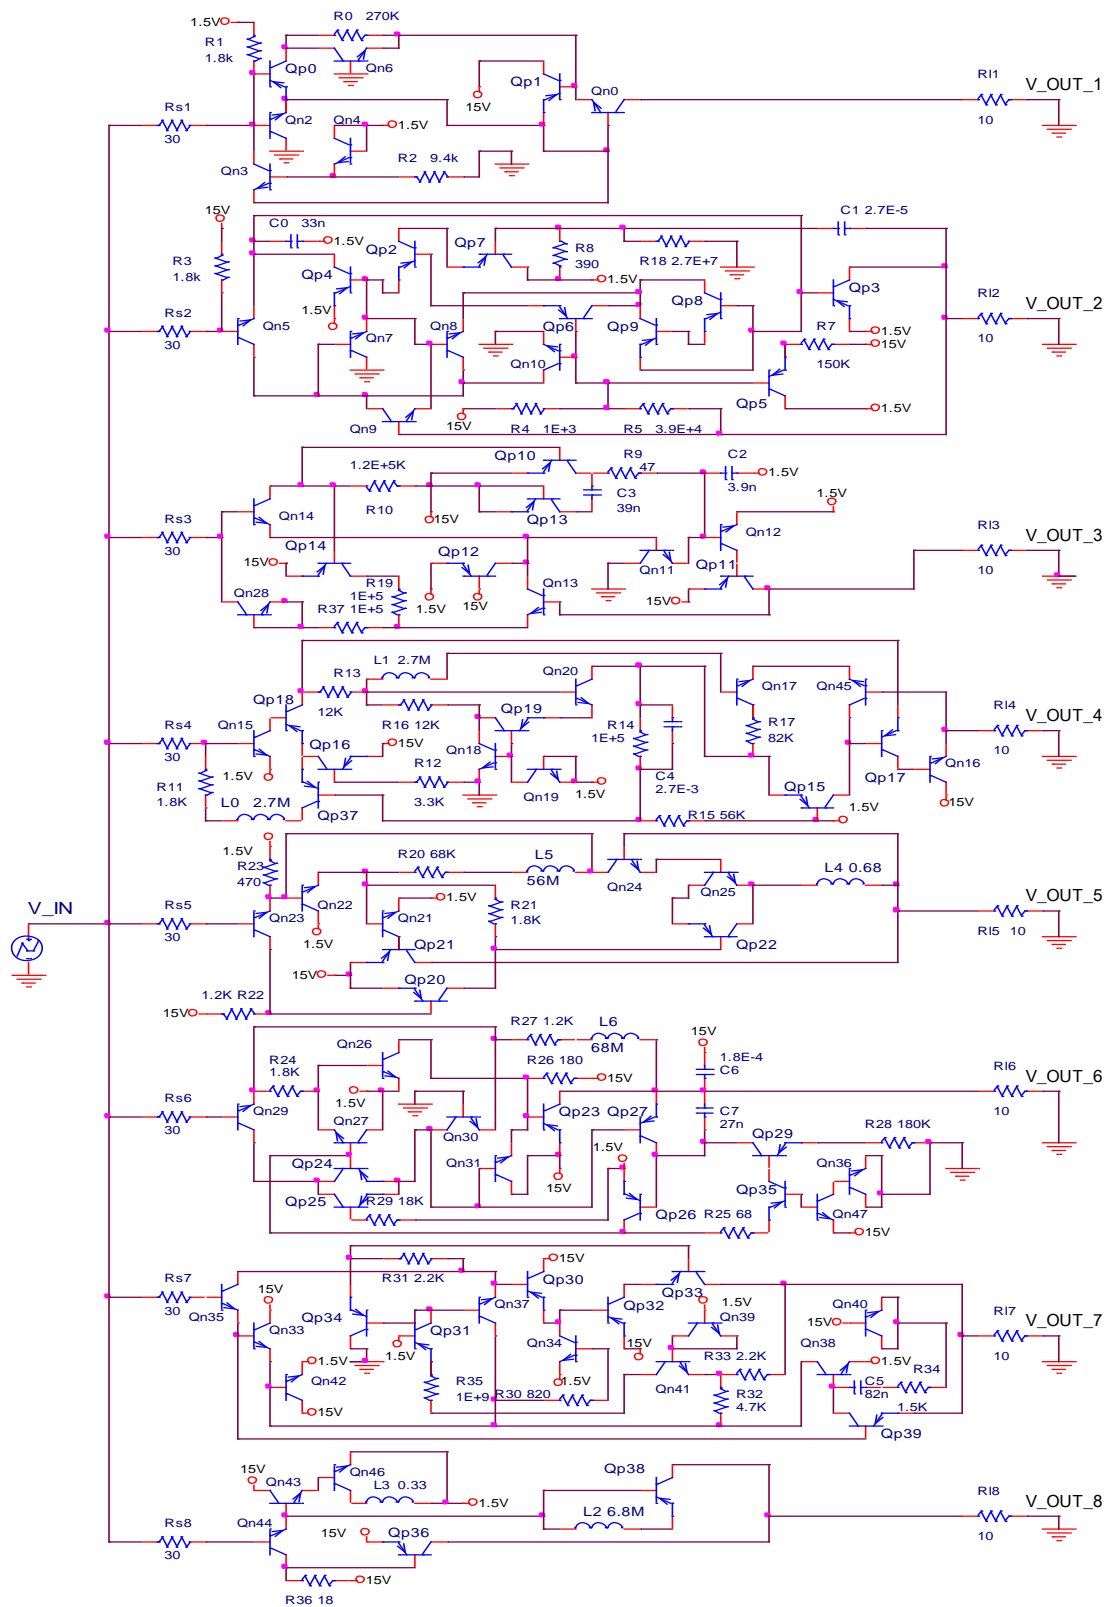 1.5V
R0 270K
R1
1.8k
Qp0
Qn6
Qp1
Qn0
Rl1
V_OUT_1
10
Rs1
30
Qn2
Qn4
1.5V
15V
Qn3
R2 9.4k
15V
C0 33n
1.5V
Qp2
Qp7
R8
390
R18 2.7E+7
C1 2.7E-5
R3
1.8k
Qp4
1.5V
Qp8
Qp3
Rl2
V_OUT_2
10
Rs2
30
Qn5
1.5V
Qn7
Qn8
Qp6
Qp9
R7
1.5V
15V
150K
Qn10
Qp5
1.5V
Qn9
15V
R4 1E+3
R5 3.9E+4
Qp10
R9
47
C2
1.5V
3.9n
1.2E+5K
R10
C3
39n
1.5V
Qn14
15V
Qp13
Qn12
Rs3
30
Rl3
V_OUT_3
10
Qp14
15V
Qp12
Qn11
Qp11
R19
1E+5
Qn28
R37 1E+5
1.5V
15V
Qn13
15V
L1 2.7M
Qn20
R13
12K
Qn17
Qn45
Qp18
R16 12K
Qp19
Rs4
30
Qn15
15V
R14
1E+5
R17
82K
Rl4
V_OUT_4
10
Qp16
Qn18
1.5V
R12
3.3K
Qn19
1.5V
C4
2.7E-3
Qp15
Qp17
Qn16
R11
1.8K
1.5V
15V
L0 2.7M
Qp37
R15 56K
1.5V
R23
470
R20 68K
L5
56M
Qn24
L4 0.68
Qn25
V_IN
Rs5
30
Qn23
Qn22
1.5V
Qn21
R21
1.8K
Rl5 10
V_OUT_5
1.5V
Qp21
Qp22
15V
Qp20
1.2K R22
15V
R27 1.2K
L6
68M
15V
Qn26
R24
1.8K
R26 180
15V
1.8E-4
C6
Rl6
V_OUT_6
10
1.5V
Rs6
30
Qn29
Qn27
Qn30
Qp23
Qp27
C7
27n
Qp29
R28 180K
1.5V
Qp24
Qn31
Qn36
Qp25
15V
Qp35
R29 18K
Qp26
R25 68
Qn47
15V
15V
R31 2.2K
Qp30
Rs7
30
15V
Qp33
Qn35
Qn33
Qp34
Qn37
Qp32
1.5V
Qn39
Qn40
15V
Qn38
Rl7
V_OUT_7
10
Qp31
1.5V
Qn34
15V
1.5V
Qn42
R33 2.2K
1.5V
R35
1E+9
R30 820
1.5V
Qn41
R32
4.7K
C5
82n
R34
1.5K
15V
Qp39
Qn46
15V
Qn43
L3 0.33
1.5V
Qp38
L2 6.8M
Rl8
V_OUT_8
10
Qn44
15V
Qp36
Rs8
30
15V
R36 18